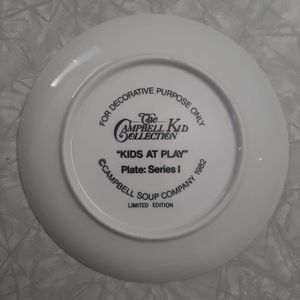 FOR DECORATIVE PURPOSE ONLY
The
CAMPBELL KID
COLLECTION
"KIDS AT PLAY"
Plate: Series I
©CAMPBELL SOUP COMPANY 1982
LIMITED EDITION